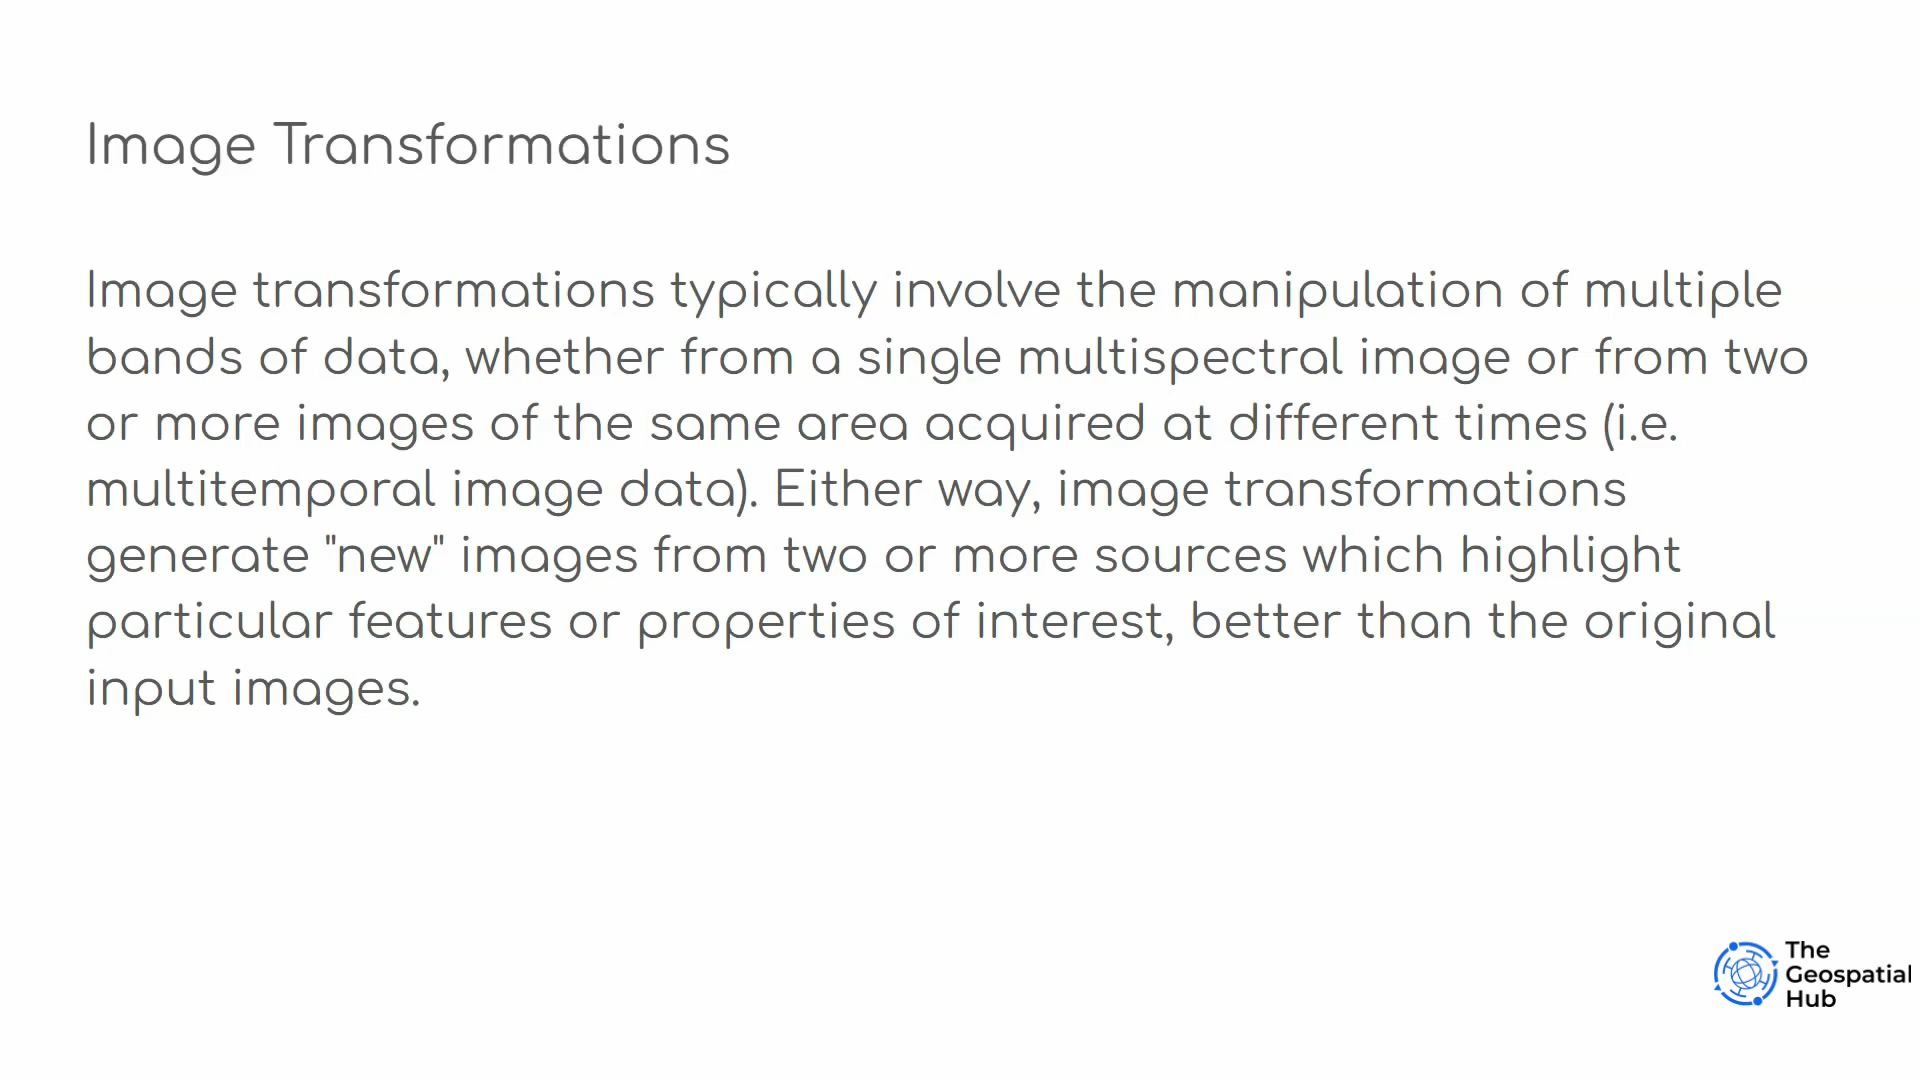 Image Transformations
Image transformations typically involve the manipulation of multiple
bands of data, whether from a single multispectral image or from two
or more images of the same area acquired at different times (i.e.
multitemporal image data). Either way, image transformations
generate "new" images from two or more sources which highlight
particular features or properties of interest, better than the original
input images.
The
Geospatial
Hub